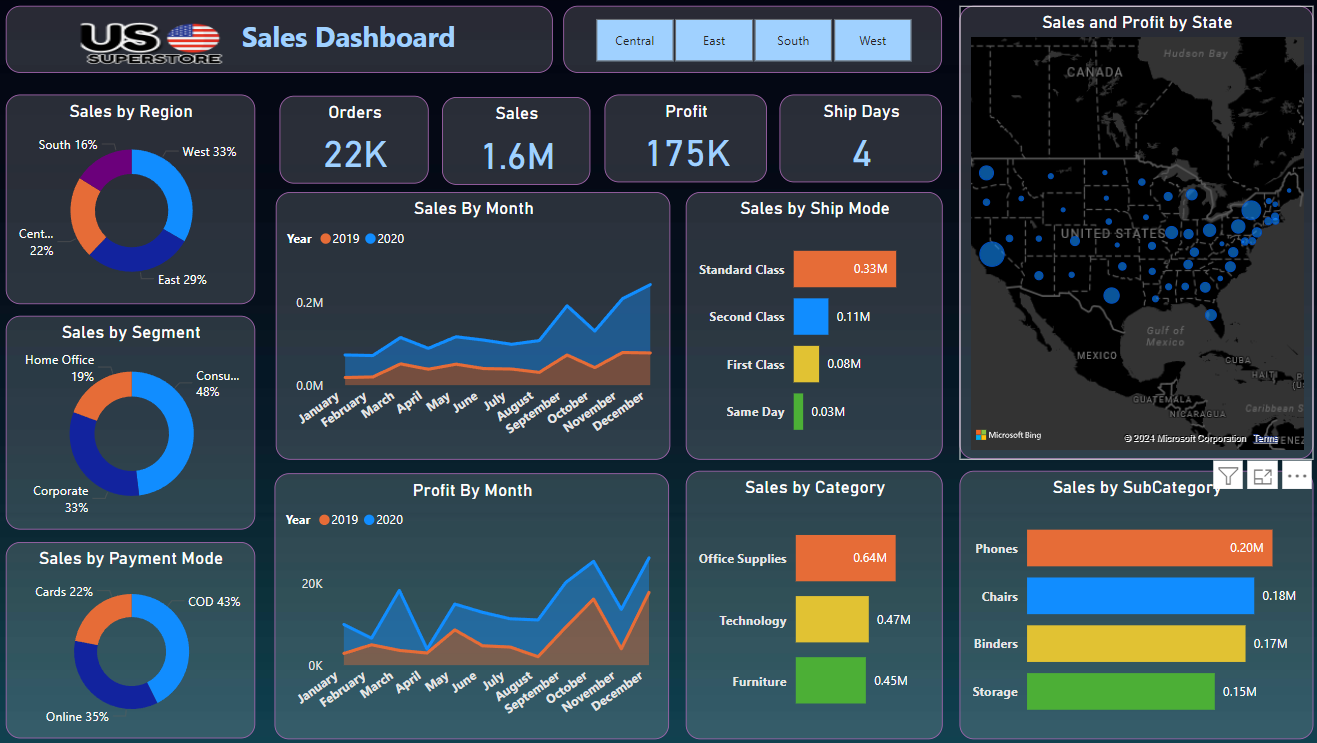 US
SUPERSTORE
Sales Dashboard
Central
East
South
West
Sales and Profit by State
Hudson Bay
CANADA
UNITED STATES
MEXICO
Gulf of
Mexico
CUBA
HAIT
P
(U
GUATEMALA
NICARAGUA
Caribbean S
Microsoft Bing
© 2024 Microsoft Corporation Terms
ENEZ
Sales by Region
South 16%
West 33%
Cent...
22%
East 29%
Orders
22K
Sales
1.6M
Profit
175K
Ship Days
4
Sales By Month
Year 2019 2020
0.2M
0.0M
January
February
March
April
May
June
July
August
September
October
November
December
Sales by Ship Mode
Standard Class 0.33M
Second Class 0.11M
First Class 0.08M
Same Day 0.03M
Sales by Segment
Home Office
19%
Consu...
48%
Corporate
33%
Sales by Payment Mode
Cards 22%
COD 43%
Online 35%
Profit By Month
Year 2019 2020
20K
0K
January
February
March
April
May
June
July
August
September
October
November
December
Sales by Category
Office Supplies 0.64M
Technology 0.47M
Furniture 0.45M
Sales by SubCategory
Phones 0.20M
Chairs 0.18M
Binders 0.17M
Storage 0.15M